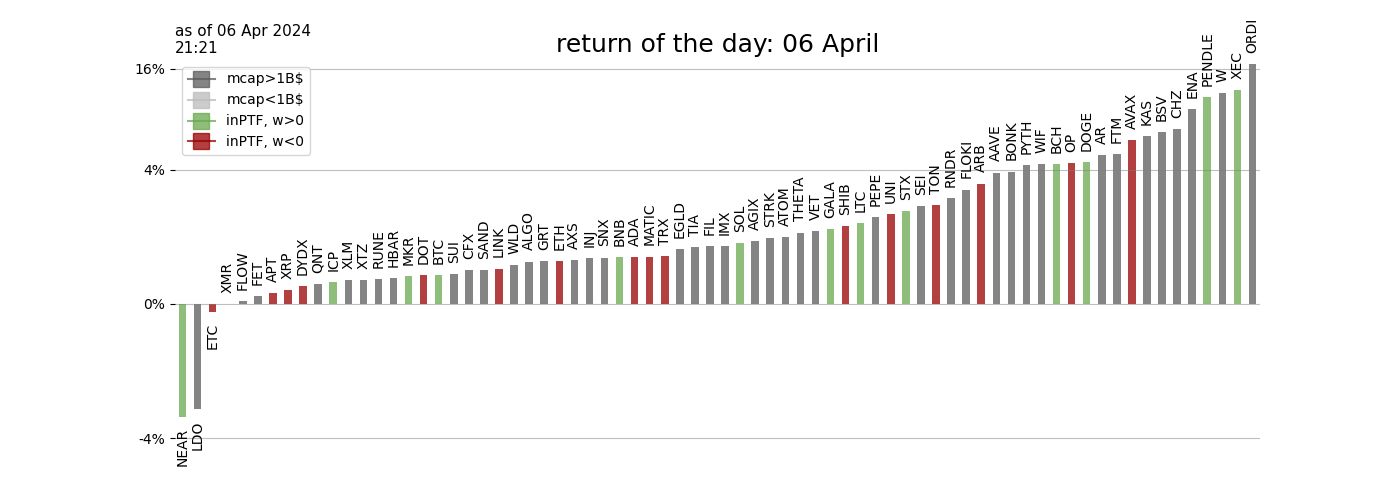 as of 06 Apr 2024
21:21
return of the day: 06 April
16%
4%
0%
-4%
mcap>1B$
mcap<1B$
inPTF, w>0
inPTF, w<0
NEAR
LDO
ETC
XMR
FLOW
FET
APT
XRP
DYDX
QNT
ICP
XLM
XTZ
RUNE
HBAR
MKR
DOT
BTC
SUI
CFX
SAND
LINK
WLD
ALGO
GRT
ETH
AXS
INJ
SNX
BNB
ADA
MATIC
TRX
EGLD
TIA
FIL
IMX
SOL
AGIX
STRK
ATOM
THETA
VET
GALA
SHIB
LTC
PEPE
UNI
STX
SEI
TON
RNDR
FLOKI
ARB
AAVE
BONK
PYTH
WIF
BCH
OP
DOGE
AR
FTM
AVAX
KAS
BSV
CHZ
ENA
PENDLE
W
XEC
ORDI